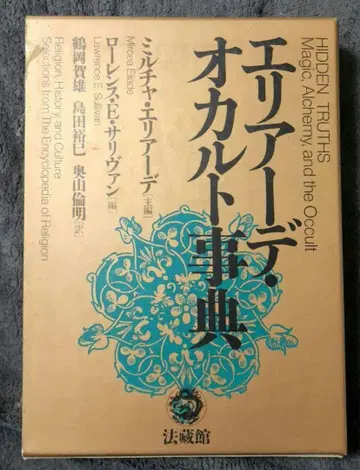 HIDDEN TRUTHS
Magic, Alchemy, and the Occult
エリアーデ・
オカルト事典
ミルチャ・エリアーデ[主編]
Mircea Eliade
ローレンス・E・サリヴァン[編]
Lawrence E. Sullivan
鶴岡賀雄 島田裕巳 奥山倫明[訳]
Religion, History, and Culture
Selections from The Encyclopedia of Religion
法藏館